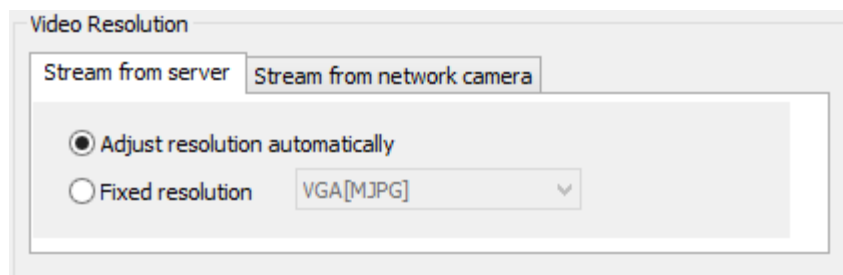 Video Resolution
Stream from server Stream from network camera
Adjust resolution automatically
Fixed resolution VGA[MJPG]